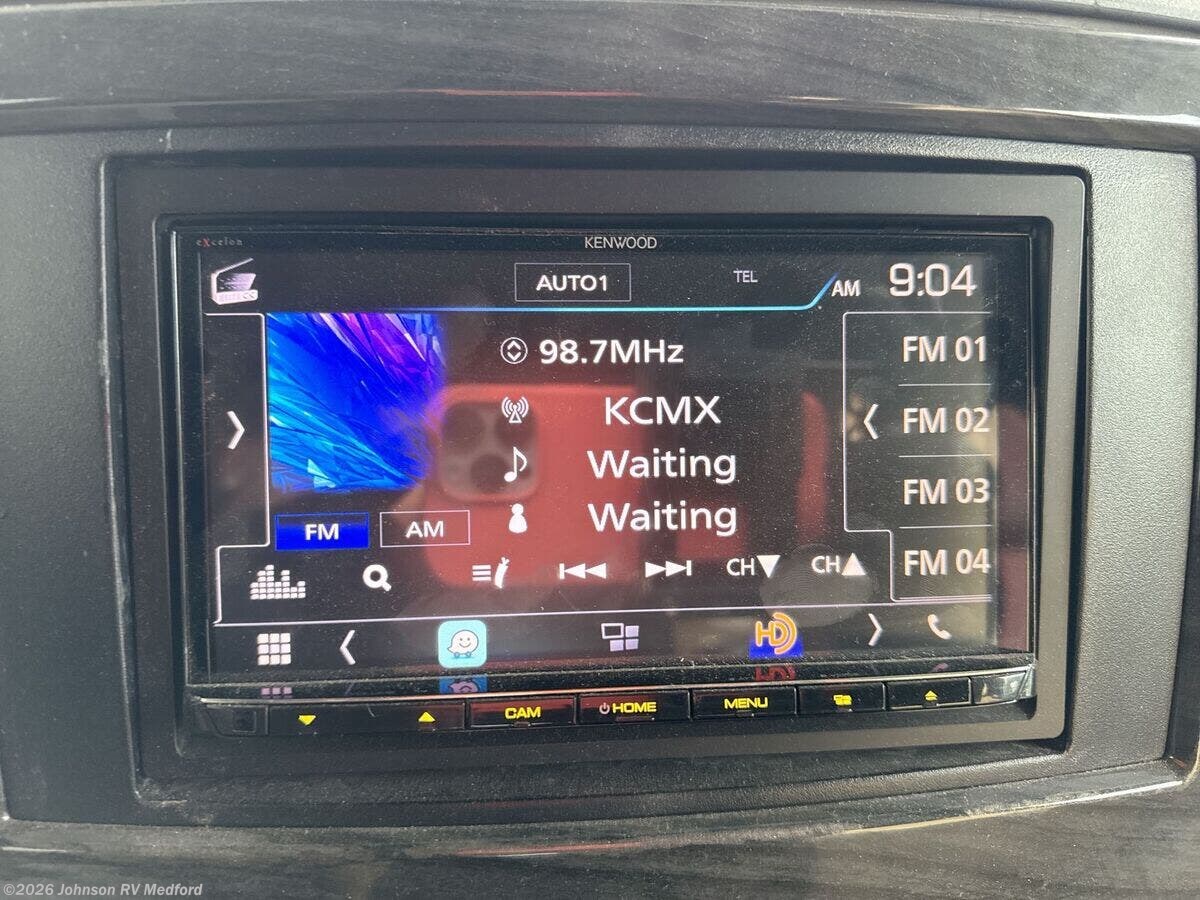 eXcelon
KENWOOD
AUTO1
TEL
AM 9:04
98.7MHz
FM 01
KCMX
FM 02
Waiting
FM 03
Waiting
FM
AM
CH▼
CH▲
FM 04
HD
CAM
HOME
MENU
©2026 Johnson RV Medford